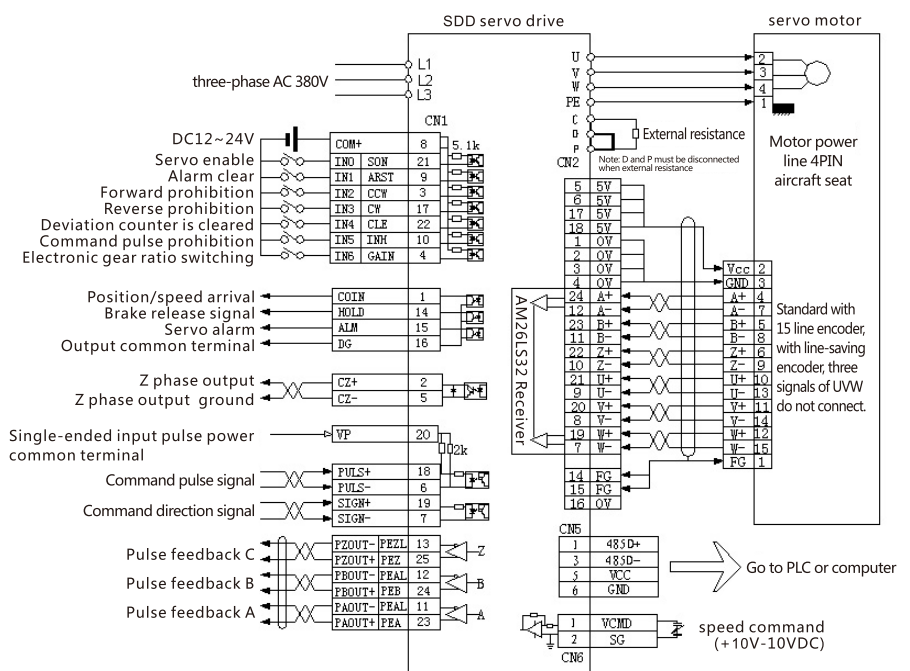 SDD servo drive
servo motor
three-phase AC 380V
L1
L2
L3
U
V
W
PE
C
D
P
2
3
4
1
External resistance
Note: D and P must be disconnected
when external resistance
Motor power
line 4PIN
aircraft seat
CN1
5.1k
DC12~24V
COM+ 8
Servo enable IN0 SON 21
Alarm clear IN1 ARST 9
Forward prohibition IN2 CCW 3
Reverse prohibition IN3 CW 17
Deviation counter is cleared IN4 CLE 22
Command pulse prohibition IN5 INH 10
Electronic gear ratio switching IN6 GAIN 4
Position/speed arrival COIN 1
Brake release signal HOLD 14
Servo alarm ALM 15
Output common terminal DG 16
Z phase output CZ+ 2
Z phase output ground CZ- 5
Single-ended input pulse power
common terminal
VP 20
2k
Command pulse signal
PULS+ 18
PULS- 6
Command direction signal
SIGN+ 19
SIGN- 7
Pulse feedback C
PZOUT- PEZL 13
PZOUT+ PEZ 25
Z
Pulse feedback B
PBOUT- PEAL 12
PBOUT+ PEB 24
B
Pulse feedback A
PAOUT- PEAL 11
PAOUT+ PEA 23
A
CN2
5 5V
6 5V
17 5V
18 5V
1 0V
2 0V
3 0V
4 0V
24 A+
12 A-
23 B+
11 B-
22 Z+
10 Z-
21 U+
9 U-
20 V+
8 V-
19 W+
7 W-
14 FG
15 FG
16 0V
AM26LS32 Receiver
Vcc 2
GND 3
A+ 4
A- 7
B+ 5
B- 8
Z+ 6
Z- 9
U+ 10
U- 13
V+ 11
V- 14
W+ 12
W- 15
FG 1
Standard with
15 line encoder,
with line-saving
encoder, three
signals of UVW
do not connect.
CN5
1 485D+
3 485D-
5 VCC
6 GND
Go to PLC or computer
1 VCMD
2 SG
CN6
speed command
(+10V-10VDC)